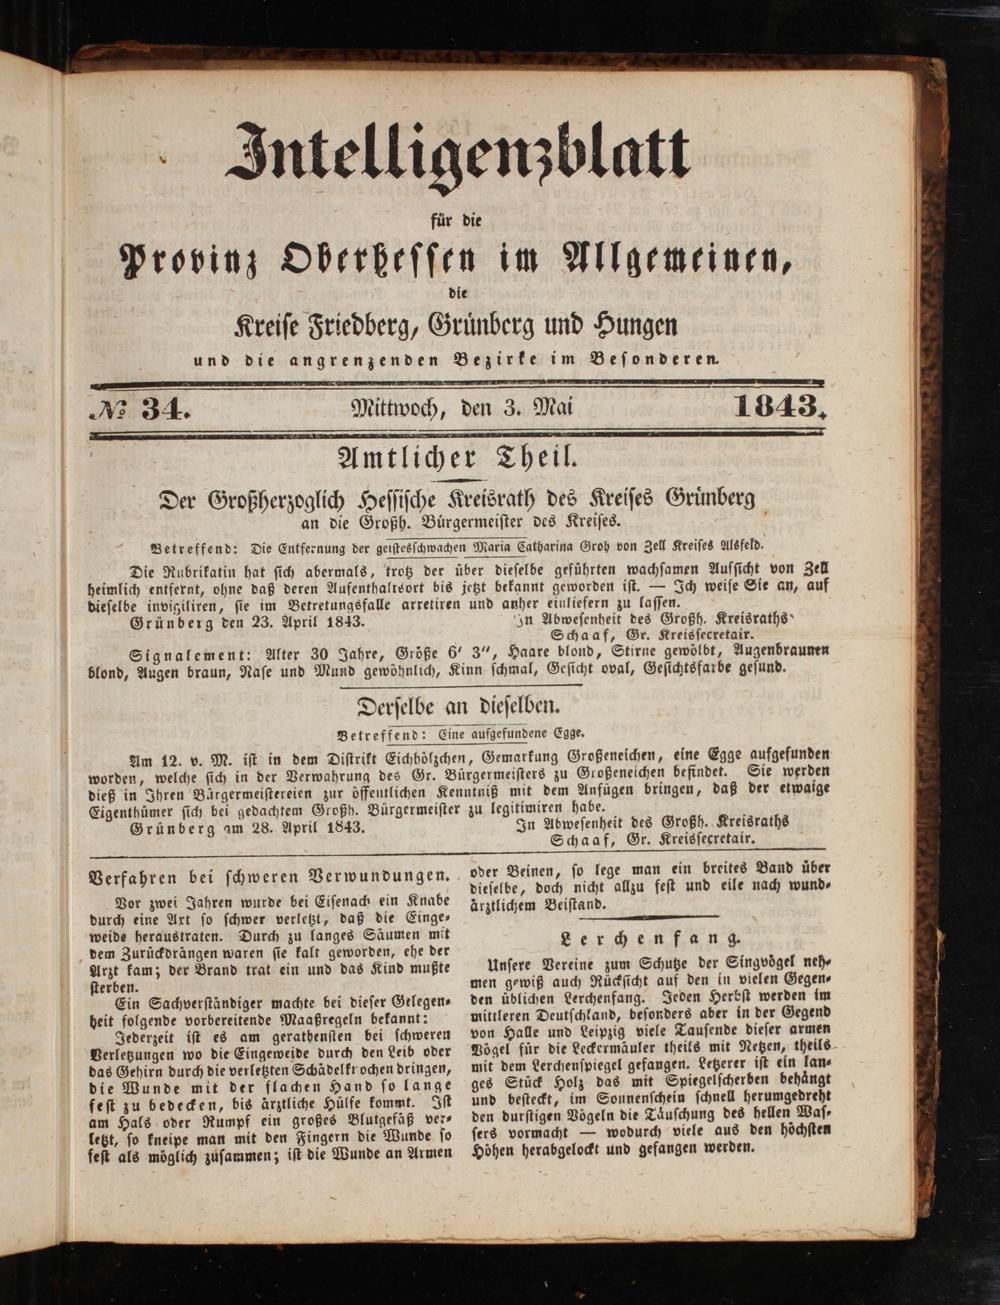 Intelligenzblatt
für die
Provinz Oberhessen im Allgemeinen,
die
Kreise Friedberg, Grünberg und Hungen
und die angrenzenden Bezirke im Besonderen.
№ 34. Mittwoch, den 3. Mai 1843.
Amtlicher Theil.
Der Großherzoglich Hessische Kreisrath des Kreises Grünberg
an die Großh. Bürgermeister des Kreises.
Betreffend: Die Entfernung der geistesschwachen Maria Catharina Groh von Zell Kreises Alsfeld.
Die Rubrikatin hat sich abermals, trotz der über dieselbe geführten wachsamen Aufsicht von Zell
heimlich entfernt, ohne daß deren Aufenthaltsort bis jetzt bekannt geworden ist. — Ich weise Sie an, auf
dieselbe invigiliren, sie im Betretungsfalle arretiren und anher einliefern zu lassen.
Grünberg den 23. April 1843. In Abwesenheit des Großh. Kreisraths
Schaaf, Gr. Kreissecretair.
Signalement: Alter 30 Jahre, Größe 6' 3", Haare blond, Stirne gewölbt, Augenbraunen
blond, Augen braun, Nase und Mund gewöhnlich, Kinn schmal, Gesicht oval, Gesichtsfarbe gesund.
Derselbe an dieselben.
Betreffend: Eine aufgefundene Egge.
Am 12. v. M. ist in dem Distrikt Eichhölzchen, Gemarkung Großeneichen, eine Egge aufgefunden
worden, welche sich in der Verwahrung des Gr. Bürgermeisters zu Großeneichen befindet. Sie werden
dieß in Ihren Bürgermeistereien zur öffentlichen Kenntniß mit dem Anfügen bringen, daß der etwaige
Eigenthümer sich bei gedachtem Großh. Bürgermeister zu legitimiren habe.
Grünberg am 28. April 1843. In Abwesenheit des Großh. Kreisraths
Schaaf, Gr. Kreissecretair.
Verfahren bei schweren Verwundungen.
Vor zwei Jahren wurde bei Eisenach ein Knabe
durch eine Art so schwer verletzt, daß die Einge-
weide heraustraten. Durch zu langes Säumen mit
dem Zurückdrängen waren sie kalt geworden, ehe der
Arzt kam; der Brand trat ein und das Kind mußte
sterben.
Ein Sachverständiger machte bei dieser Gelegen-
heit folgende vorbereitende Maaßregeln bekannt:
Jederzeit ist es am gerathensten bei schweren
Verletzungen wo die Eingeweide durch den Leib oder
das Gehirn durch die verletzten Schädelknochen dringen,
die Wunde mit der flachen Hand so lange
fest zu bedecken, bis ärztliche Hülfe kommt. Ist
am Hals oder Rumpf ein großes Blutgefäß ver-
letzt, so kneipe man mit den Fingern die Wunde so
fest als möglich zusammen; ist die Wunde an Armen
oder Beinen, so lege man ein breites Band über
dieselbe, doch nicht allzu fest und eile nach wund-
ärztlichem Beistand.
Lerchenfang.
Unsere Vereine zum Schutze der Singvögel neh-
men gewiß auch Rücksicht auf den in vielen Gegen-
den üblichen Lerchenfang. Jeden Herbst werden im
mittleren Deutschland, besonders aber in der Gegend
von Halle und Leipzig viele Tausende dieser armen
Vögel für die Leckermäuler theils mit Netzen, theils
mit dem Lerchenspiegel gefangen. Letzerer ist ein lan-
ges Stück Holz das mit Spiegelscherben behängt
und besteckt, im Sonnenschein schnell herumgedreht
den durstigen Vögeln die Täuschung des hellen Was-
sers vormacht — wodurch viele aus den höchsten
Höhen herabgelockt und gefangen werden.